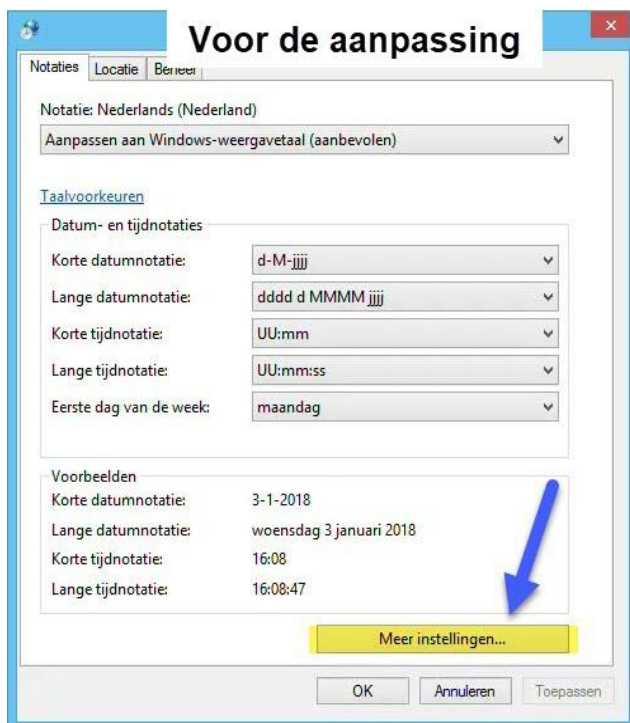 Voor de aanpassing
Notaties Locatie Beheer
Notatie: Nederlands (Nederland)
Aanpassen aan Windows-weergavetaal (aanbevolen)
Taalvoorkeuren
Datum- en tijdnotaties
Korte datumnotatie: d-M-jjjj
Lange datumnotatie: dddd d MMMM jjjj
Korte tijdnotatie: UU:mm
Lange tijdnotatie: UU:mm:ss
Eerste dag van de week: maandag
Voorbeelden
Korte datumnotatie: 3-1-2018
Lange datumnotatie: woensdag 3 januari 2018
Korte tijdnotatie: 16:08
Lange tijdnotatie: 16:08:47
Meer instellingen...
OK Annuleren Toepassen